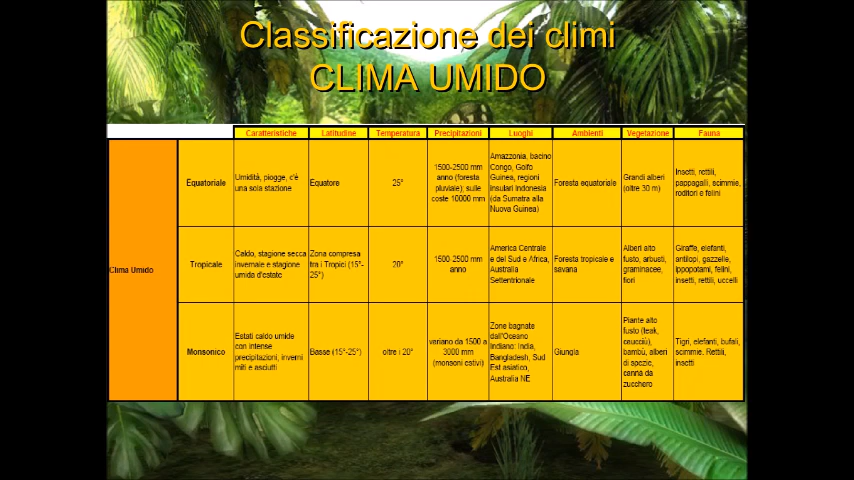 Classificazione dei climi
CLIMA UMIDO
Caratteristiche Latitudine Temperatura Precipitazioni Luoghi Ambienti Vegetazione Fauna
Clima Umido
Equatoriale
Umidità, piogge, c'è
una sola stazione
Equatore
25°
1500-2500 mm
anno (foresta
pluviale); sulle
coste 10000 mm
Amazzonia, bacino
Congo, Golfo
Guinea, regioni
insulari Indonesia
(da Sumatra alla
Nuova Guinea)
Foresta equatoriale
Grandi alberi
(oltre 30 m)
Insetti, rettili,
pappagalli, scimmie,
roditori e felini
Tropicale
Caldo, stagione secca
invernale e stagione
umida d'estate
Zona compresa
tra i Tropici (15°-
25°)
20°
1500-2500 mm
anno
America Centrale
e del Sud e Africa,
Australia
Settentrionale
Foresta tropicale e
savana
Alberi alto
fusto, arbusti,
graminacee,
fiori
Giraffe, elefanti,
antilopi, gazzelle,
ippopotami, felini,
insetti, rettili, uccelli
Monsonico
Estati caldo umide
con intense
precipitazioni, inverni
miti e asciutti
Basse (15°-25°)
oltre i 20°
variano da 1500 a
3000 mm
(monsoni estivi)
Zone bagnate
dall'Oceano
Indiano: India,
Bangladesh, Sud
Est asiatico,
Australia NE
Giungla
Piante alto
fusto (teak,
caucciù),
bambù, alberi
di spezie,
canna da
zucchero
Tigri, elefanti, bufali,
scimmie. Rettili,
insetti